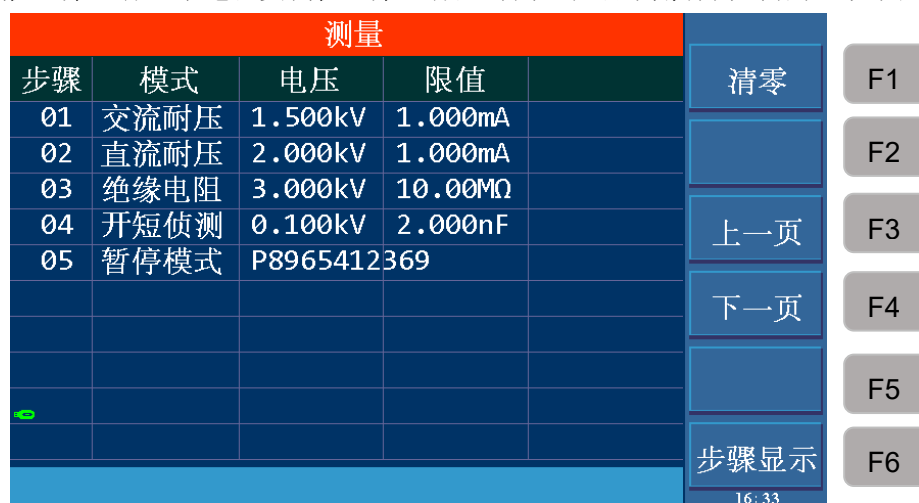 测量
步骤 模式 电压 限值
01 交流耐压 1.500kV 1.000mA
02 直流耐压 2.000kV 1.000mA
03 绝缘电阻 3.000kV 10.00MΩ
04 开短侦测 0.100kV 2.000nF
05 暂停模式 P8965412369
清零
上一页
下一页
步骤显示
16:33
F1
F2
F3
F4
F5
F6